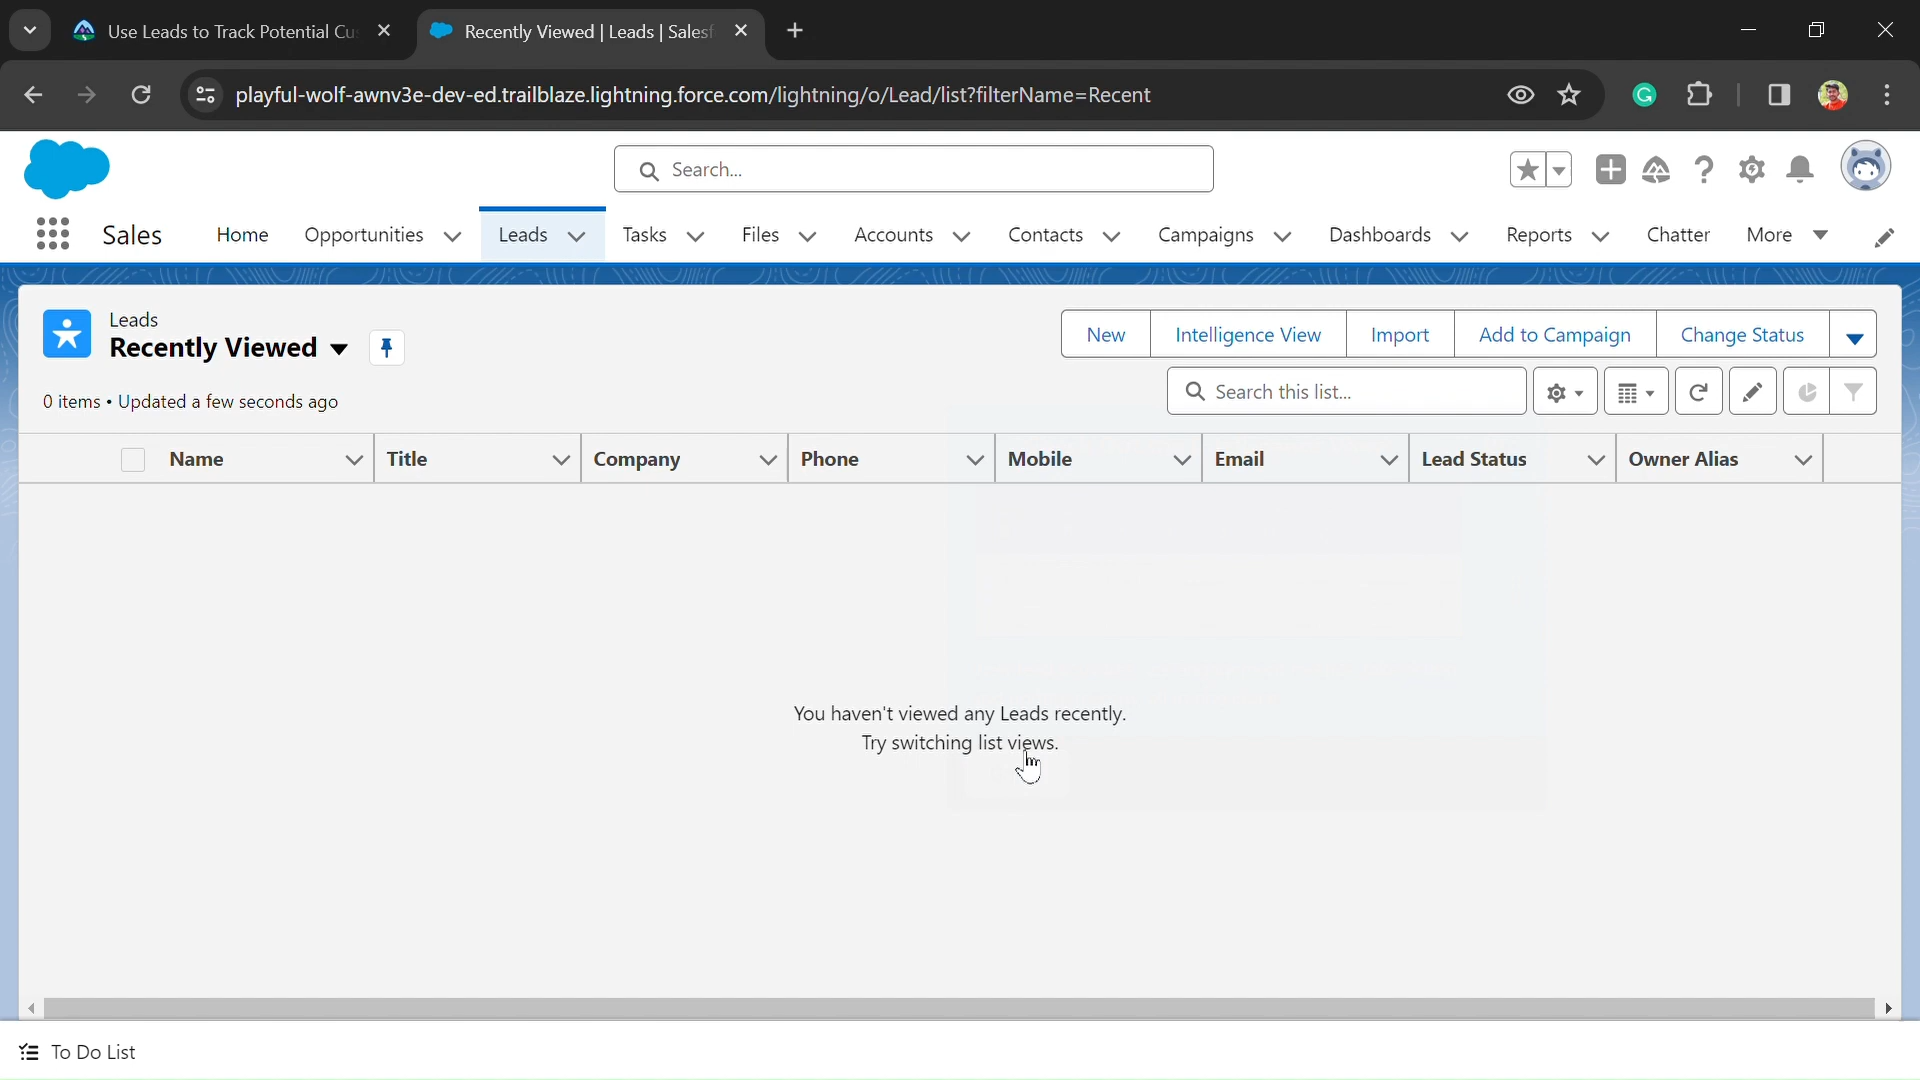 Use Leads to Track Potential Cu
Recently Viewed | Leads | Salesf
playful-wolf-awnv3e-dev-ed.trailblaze.lightning.force.com/lightning/o/Lead/list?filterName=Recent
Search...
Sales
Home
Opportunities
Leads
Tasks
Files
Accounts
Contacts
Campaigns
Dashboards
Reports
Chatter
More
Leads
Recently Viewed
New
Intelligence View
Import
Add to Campaign
Change Status
0 items • Updated a few seconds ago
Search this list...
Name
Title
Company
Phone
Mobile
Email
Lead Status
Owner Alias
You haven't viewed any Leads recently.
Try switching list views.
To Do List